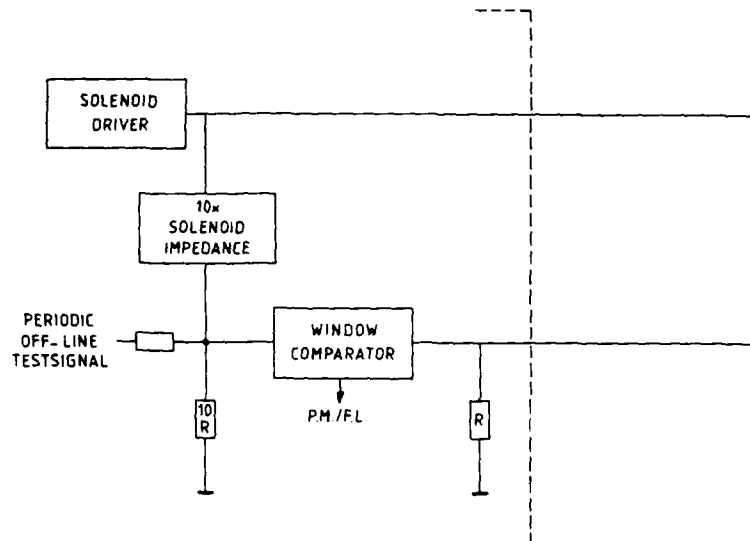 SOLENOID
DRIVER
10x
SOLENOID
IMPEDANCE
PERIODIC
OFF-LINE
TESTSIGNAL
WINDOW
COMPARATOR
10
R
P.M./F.L.
R